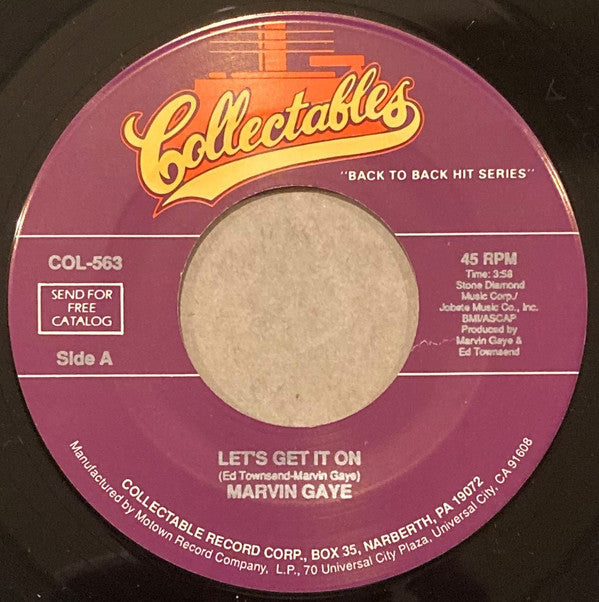 Collectables
"BACK TO BACK HIT SERIES"
COL-563
SEND FOR
FREE
CATALOG
Side A
45 RPM
Time: 3:58
Stone Diamond
Music Corp./
Jobete Music Co., Inc.
BMI/ASCAP
Produced by
Marvin Gaye &
Ed Townsend
LET'S GET IT ON
(Ed Townsend-Marvin Gaye)
MARVIN GAYE
COLLECTABLE RECORD CORP., BOX 35, NARBERTH, PA 19072
Manufactured by Motown Record Company, L.P., 70 Universal City Plaza, Universal City, CA 91608